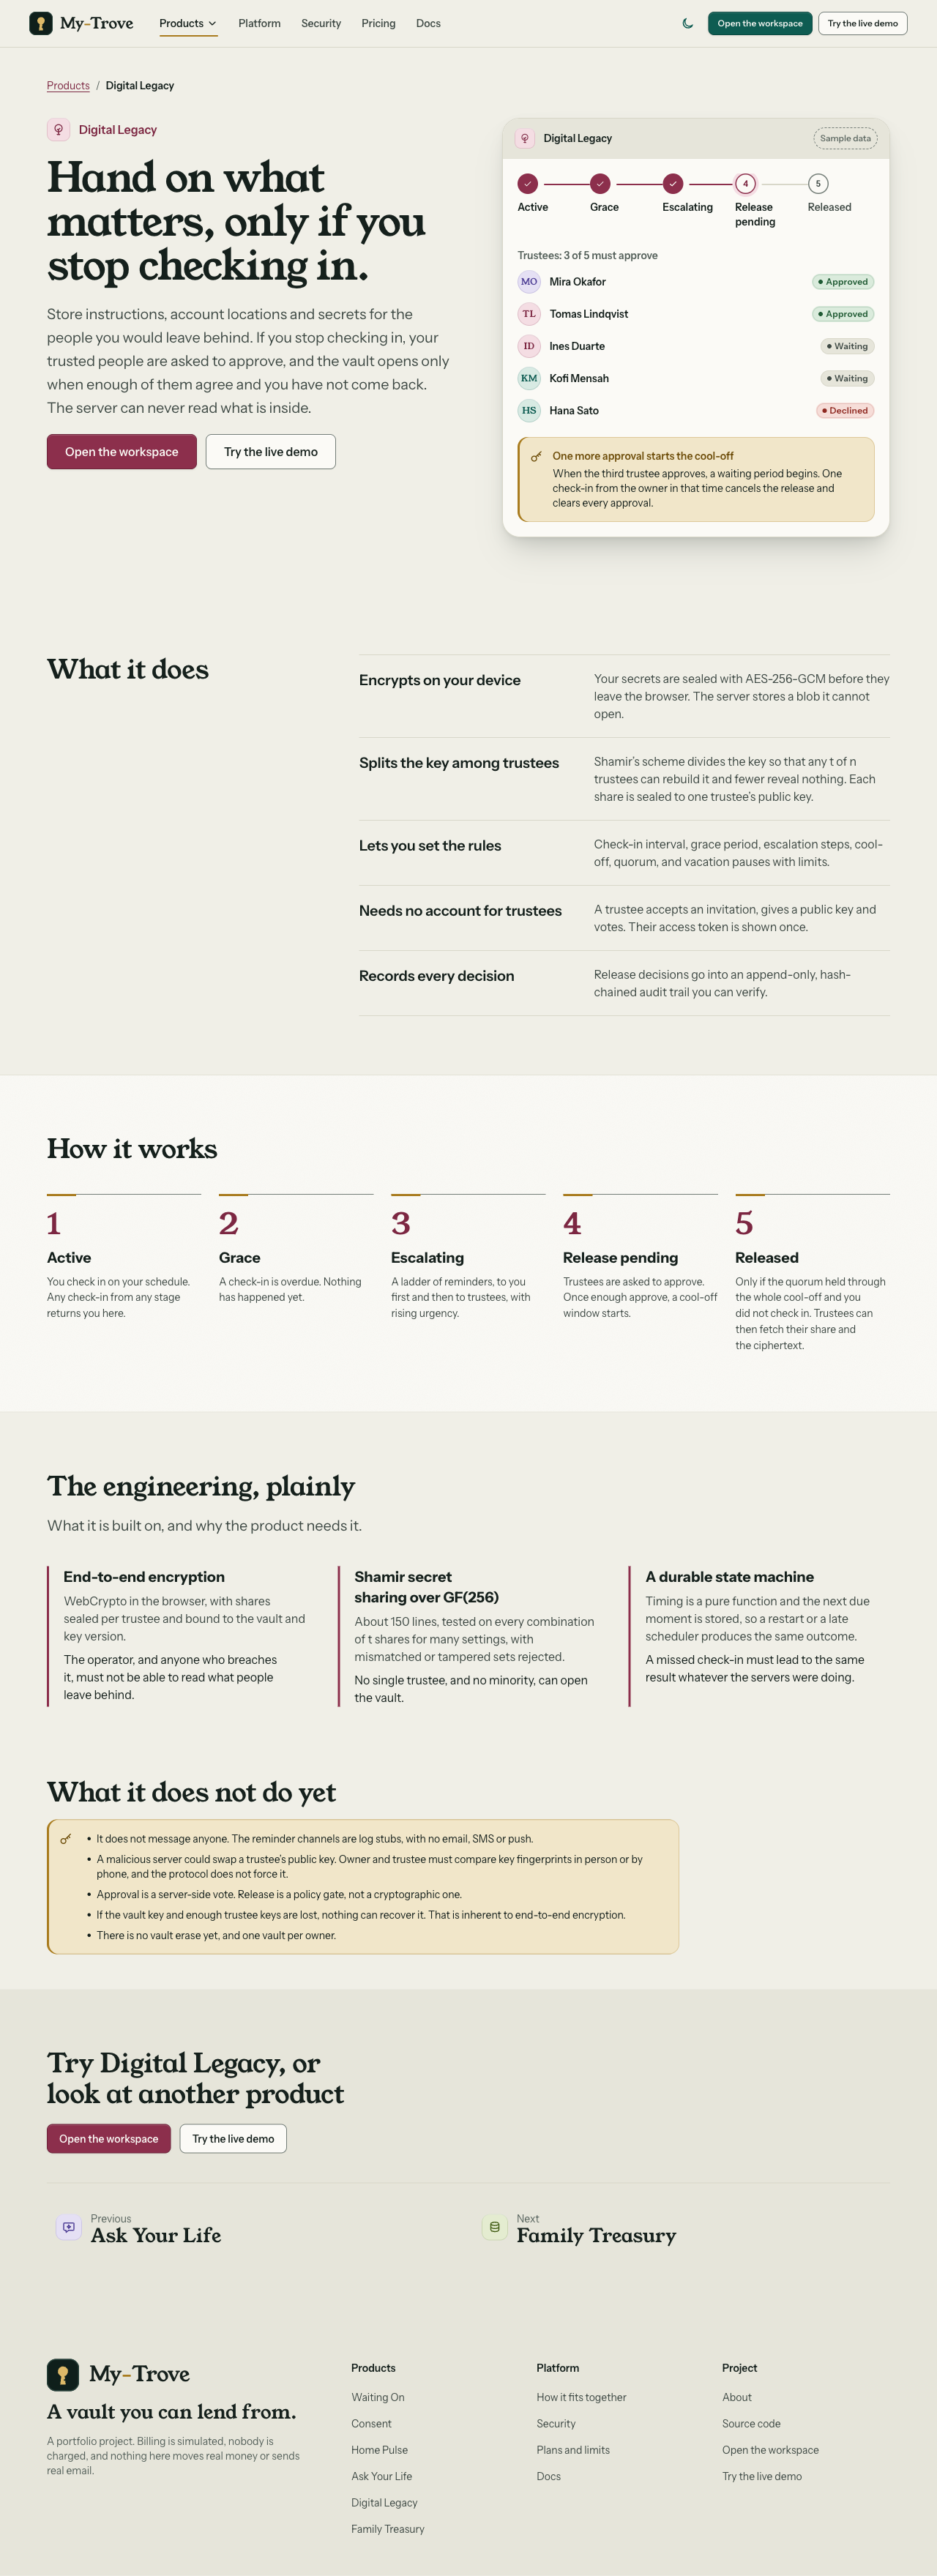 My-Trove
Products
Platform
Security
Pricing
Docs
Open the workspace
Try the live demo
Products / Digital Legacy
Digital Legacy
Hand on what
matters, only if you
stop checking in.
Store instructions, account locations and secrets for the
people you would leave behind. If you stop checking in, your
trusted people are asked to approve, and the vault opens only
when enough of them agree and you have not come back.
The server can never read what is inside.
Open the workspace
Try the live demo
Digital Legacy
Sample data
4
5
Active
Grace
Escalating
Release
pending
Released
Trustees: 3 of 5 must approve
MO Mira Okafor Approved
TL Tomas Lindqvist Approved
ID Ines Duarte Waiting
KM Kofi Mensah Waiting
HS Hana Sato Declined
One more approval starts the cool-off
When the third trustee approves, a waiting period begins. One
check-in from the owner in that time cancels the release and
clears every approval.
What it does
Encrypts on your device
Your secrets are sealed with AES-256-GCM before they
leave the browser. The server stores a blob it cannot
open.
Splits the key among trustees
Shamir's scheme divides the key so that any t of n
trustees can rebuild it and fewer reveal nothing. Each
share is sealed to one trustee's public key.
Lets you set the rules
Check-in interval, grace period, escalation steps, cool-
off, quorum, and vacation pauses with limits.
Needs no account for trustees
A trustee accepts an invitation, gives a public key and
votes. Their access token is shown once.
Records every decision
Release decisions go into an append-only, hash-
chained audit trail you can verify.
How it works
1
Active
You check in on your schedule.
Any check-in from any stage
returns you here.
2
Grace
A check-in is overdue. Nothing
has happened yet.
3
Escalating
A ladder of reminders, to you
first and then to trustees, with
rising urgency.
4
Release pending
Trustees are asked to approve.
Once enough approve, a cool-off
window starts.
5
Released
Only if the quorum held through
the whole cool-off and you
did not check in. Trustees can
then fetch their share and
the ciphertext.
The engineering, plainly
What it is built on, and why the product needs it.
End-to-end encryption
WebCrypto in the browser, with shares
sealed per trustee and bound to the vault and
key version.
The operator, and anyone who breaches
it, must not be able to read what people
leave behind.
Shamir secret
sharing over GF(256)
About 150 lines, tested on every combination
of t shares for many settings, with
mismatched or tampered sets rejected.
No single trustee, and no minority, can open
the vault.
A durable state machine
Timing is a pure function and the next due
moment is stored, so a restart or a late
scheduler produces the same outcome.
A missed check-in must lead to the same
result whatever the servers were doing.
What it does not do yet
• It does not message anyone. The reminder channels are log stubs, with no email, SMS or push.
• A malicious server could swap a trustee's public key. Owner and trustee must compare key fingerprints in person or by
phone, and the protocol does not force it.
• Approval is a server-side vote. Release is a policy gate, not a cryptographic one.
• If the vault key and enough trustee keys are lost, nothing can recover it. That is inherent to end-to-end encryption.
• There is no vault erase yet, and one vault per owner.
Try Digital Legacy, or
look at another product
Open the workspace
Try the live demo
Previous
Ask Your Life
Next
Family Treasury
My-Trove
A vault you can lend from.
A portfolio project. Billing is simulated, nobody is
charged, and nothing here moves real money or sends
real email.
Products
Waiting On
Consent
Home Pulse
Ask Your Life
Digital Legacy
Family Treasury
Platform
How it fits together
Security
Plans and limits
Docs
Project
About
Source code
Open the workspace
Try the live demo